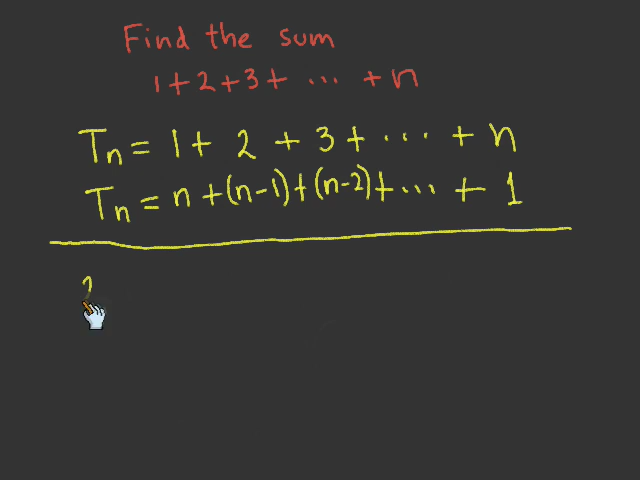 Find the sum
1+2+3+ ... +n
Tn = 1+ 2 + 3+ ... + n
Tn = n +(n-1)+(n-2)+... + 1